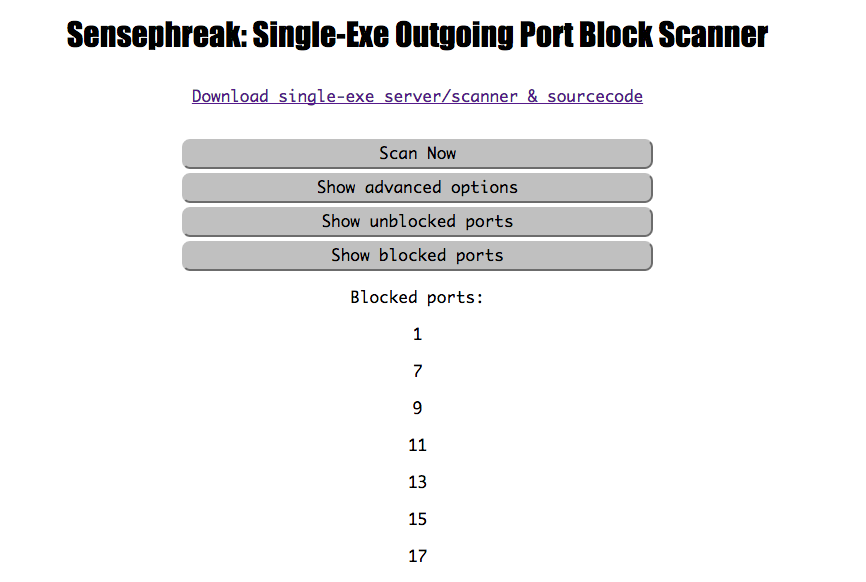 Sensephreak: Single-Exe Outgoing Port Block Scanner
Download single-exe server/scanner & sourcecode
Scan Now
Show advanced options
Show unblocked ports
Show blocked ports
Blocked ports:
1
7
9
11
13
15
17